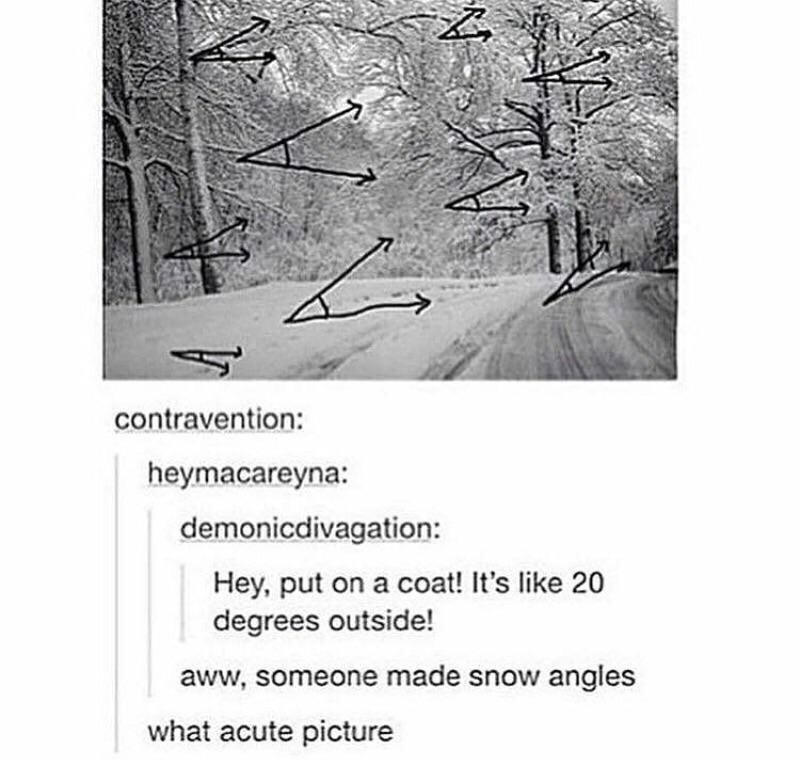 contravention:
heymacareyna:
demonicdivagation:
Hey, put on a coat! It's like 20
degrees outside!
aww, someone made snow angles
what acute picture